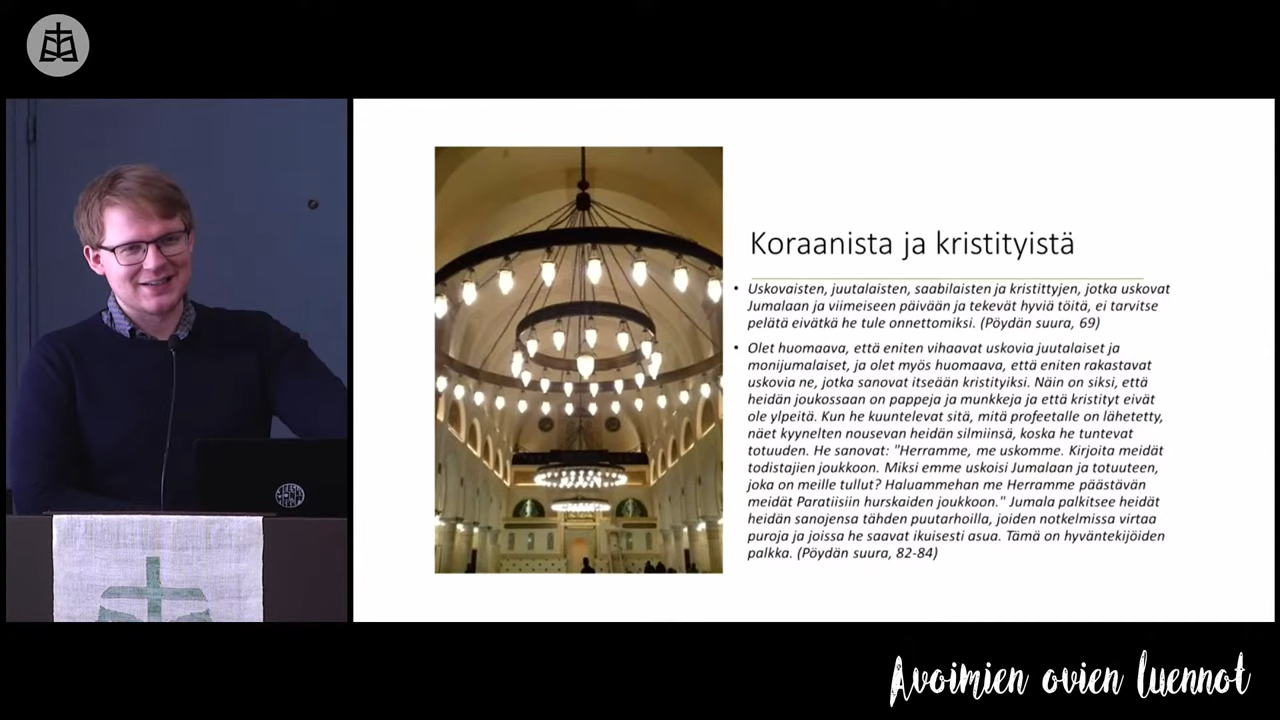 Koraanista ja kristityistä
• Uskovaisten, juutalaisten, saabilaisten ja kristittyjen, jotka uskovat
Jumalaan ja viimeiseen päivään ja tekevät hyviä töitä, ei tarvitse
pelätä eivätkä he tule onnettomiksi. (Pöydän suura, 69)
• Olet huomaava, että eniten vihaavat uskovia juutalaiset ja
monijumalaiset, ja olet myös huomaava, että eniten rakastavat
uskovia ne, jotka sanovat itseään kristityiksi. Näin on siksi, että
heidän joukossaan on pappeja ja munkkeja ja että kristityt eivät
ole ylpeitä. Kun he kuuntelevat sitä, mitä profeetalle on lähetetty,
näet kyynelten nousevan heidän silmiinsä, koska he tuntevat
totuuden. He sanovat: "Herramme, me uskomme. Kirjoita meidät
todistajien joukkoon. Miksi emme uskoisi Jumalaan ja totuuteen,
joka on meille tullut? Haluammehan me Herramme päästävän
meidät Paratiisiin hurskaiden joukkoon." Jumala palkitsee heidät
heidän sanojensa tähden puutarhoilla, joiden notkelmissa virtaa
puroja ja joissa he saavat ikuisesti asua. Tämä on hyväntekijöiden
palkka. (Pöydän suura, 82-84)
Avoimien ovien luennot